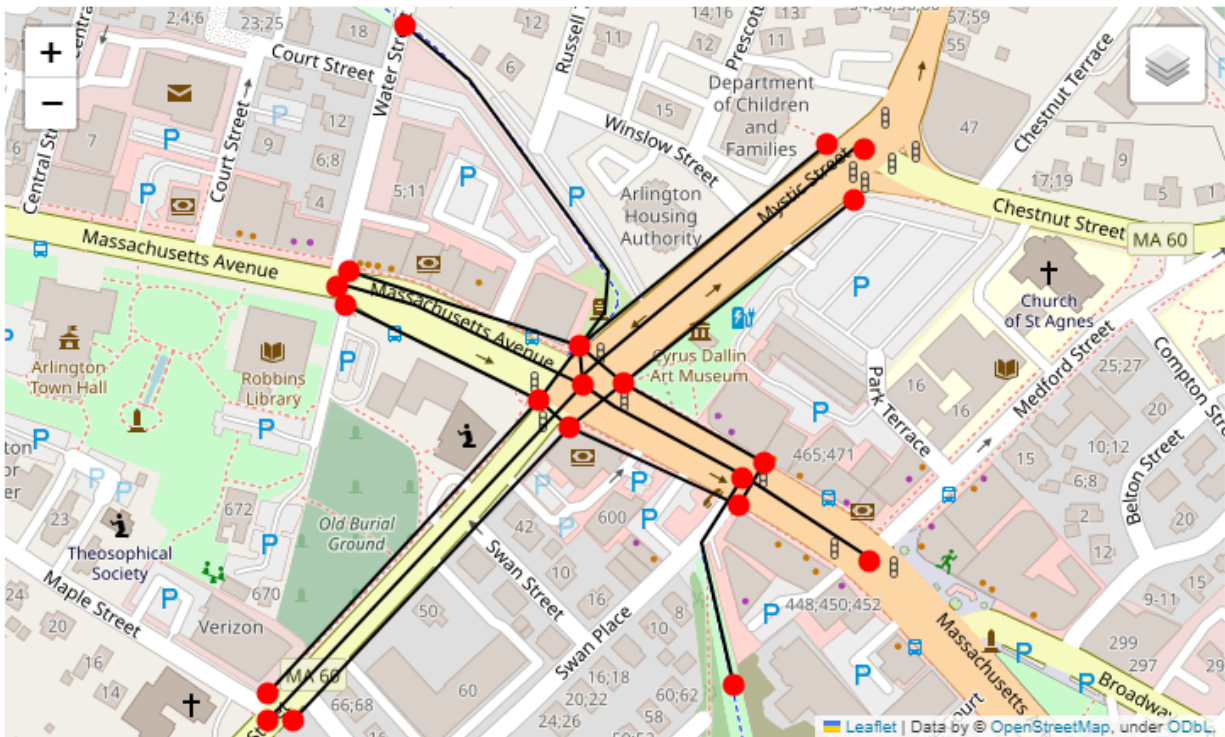 +
−
2;4;6
23;25
18
Court Street
Water Street
12
6
Russell
14;16
12
11
Prescott
13
11
57;59
55
Chestnut Terrace
Department
of Children
and
Families
15
Winslow Street
47
7
P
9
12
6;8
4
5;11
P
P
P
Court Street
Arlington
Housing
Authority
Mystic Street
17;19
9
5
Chestnut Street
MA 60
Massachusetts Avenue
Massachusetts Avenue
P
Church
of St Agnes
Arlington
Town Hall
Robbins
Library
P
P
P
Cyrus Dallin
Art Museum
P
Park Terrace
16
16
Medford Street
25;27
20
Compton
10;12
6;8
15
Belton Street
465;471
2
20
P
P
23
672
Theosophical
Society
Old Burial
Ground
P
P
P
P
P
42
600
10
16
Swan Street
Swan Place
8
10
24
20
16
14
Maple Street
P
670
Verizon
50
60
MA 60
66;68
16;18
20;22
24;26
60;62
58
P
448;450;452
P
Massachusetts
9-11
299
297
P
P
Broadway
Leaflet | Data by © OpenStreetMap, under ODbL.